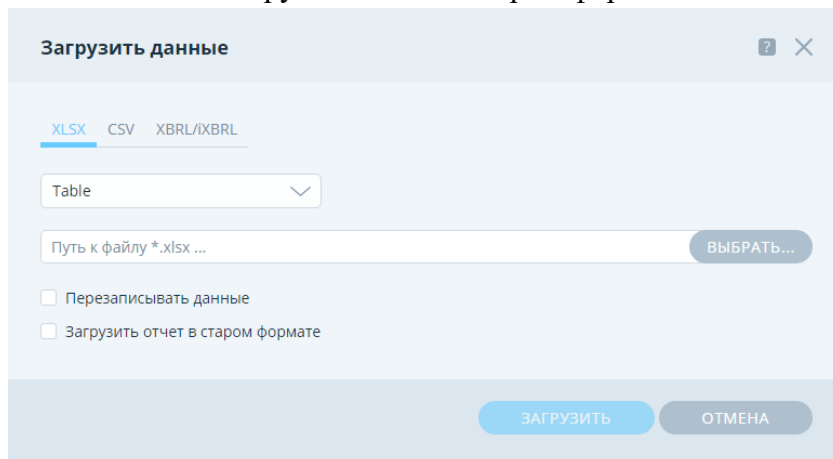 Загрузить данные
?
XLSX CSV XBRL/iXBRL
Table
Путь к файлу *.xlsx ... ВЫБРАТЬ...
Перезаписывать данные
Загрузить отчет в старом формате
ЗАГРУЗИТЬ ОТМЕНА